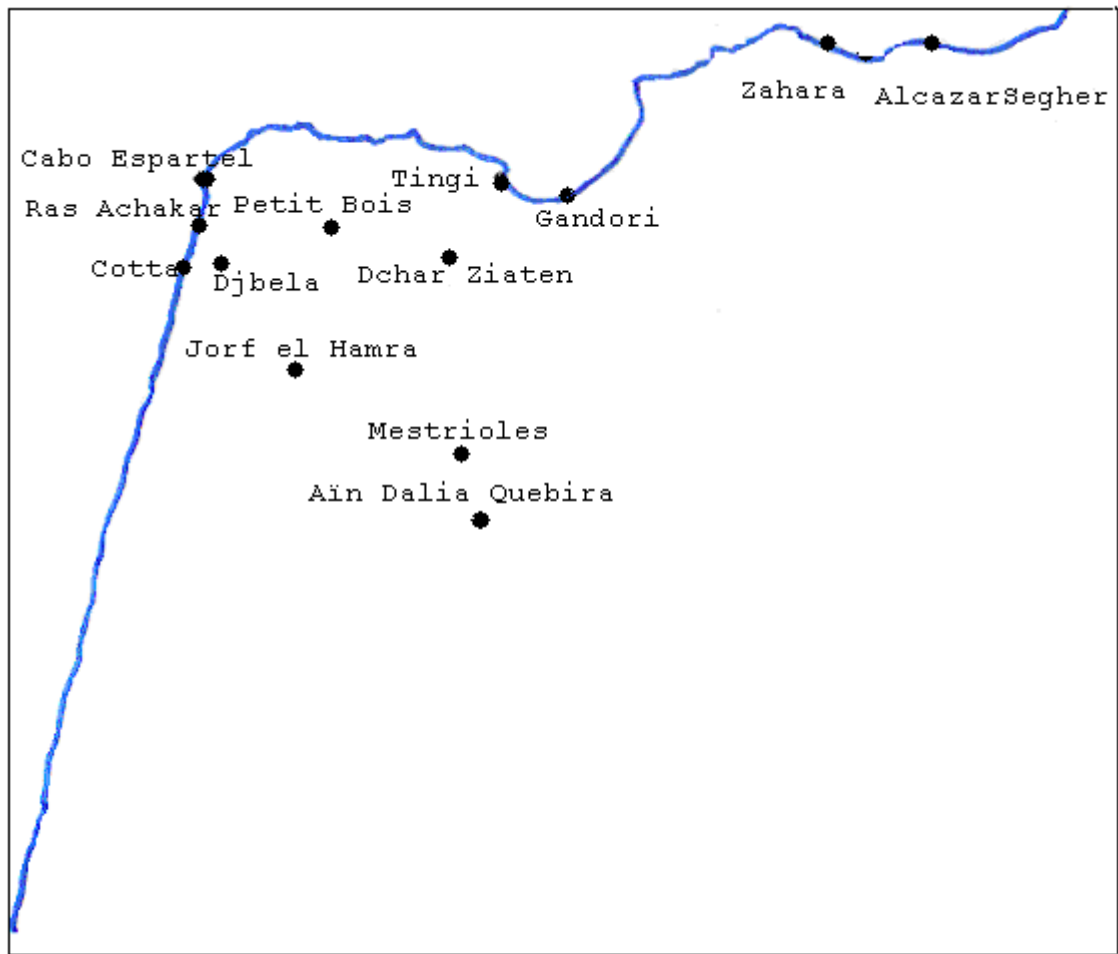 Zahara
AlcazarSegher
Cabo Espartel
Tingi
Ras Achakar
Petit Bois
Gandori
Cotta
Djbela
Dchar Ziaten
Jorf el Hamra
Mestrioles
Aïn Dalia Quebira